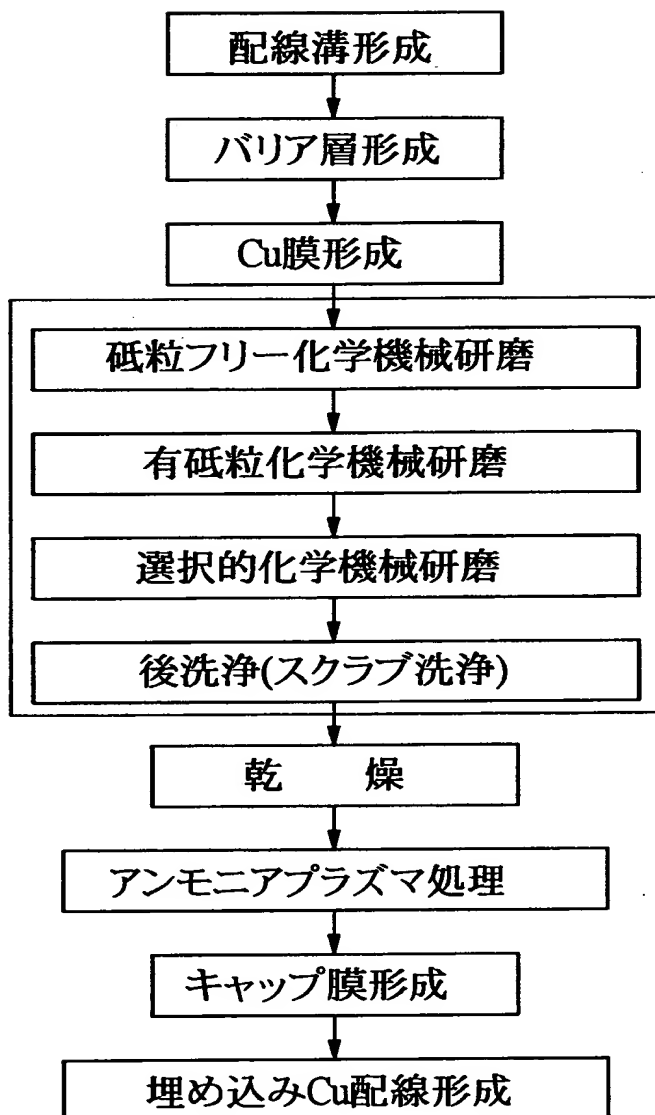 配線溝形成
バリア層形成
Cu膜形成
砥粒フリー化学機械研磨
有砥粒化学機械研磨
選択的化学機械研磨
後洗浄(スクラブ洗浄)
乾 燥
アンモニアプラズマ処理
キャップ膜形成
埋め込みCu配線形成